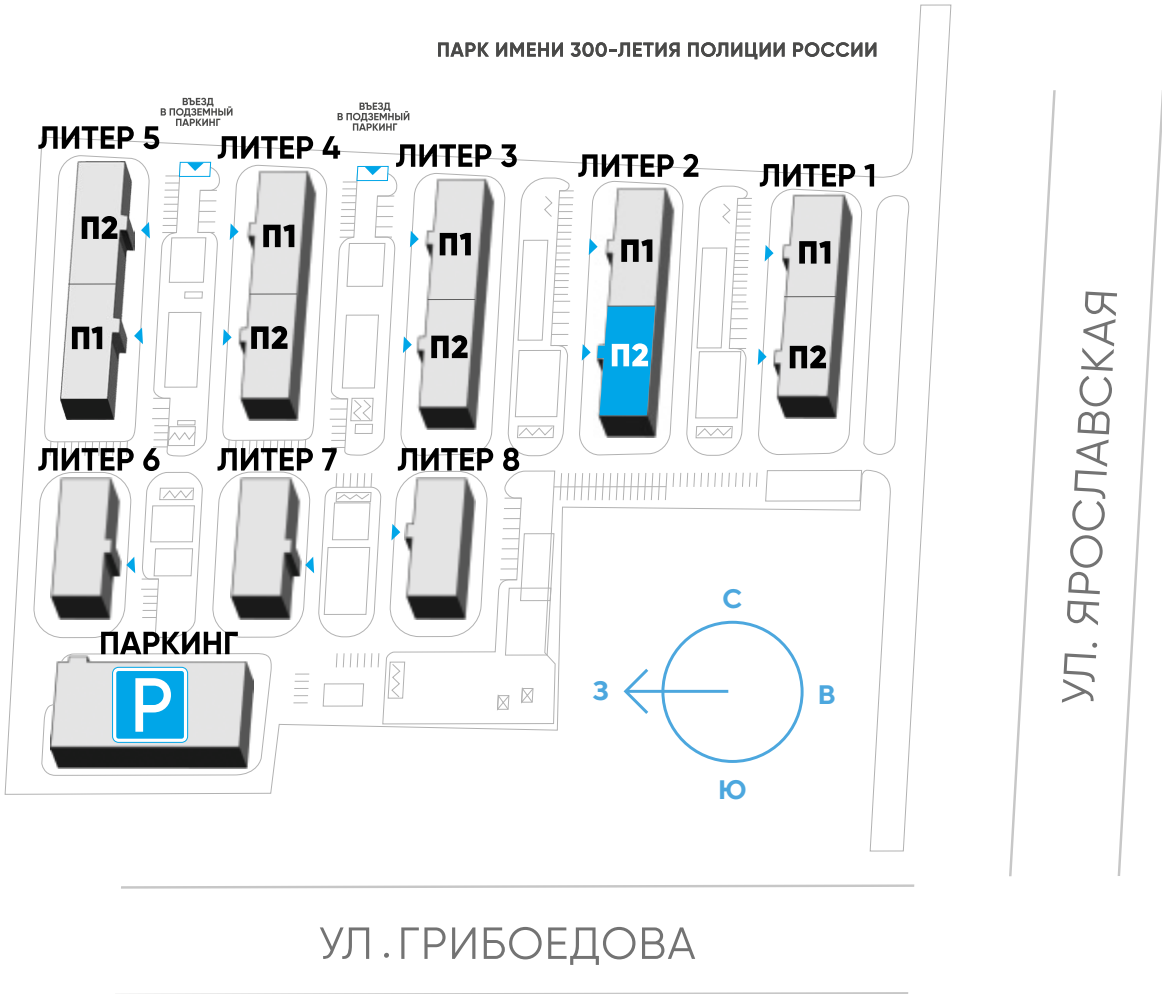 ПАРК ИМЕНИ 300-ЛЕТИЯ ПОЛИЦИИ РОССИИ
ВЪЕЗД
В ПОДЗЕМНЫЙ
ПАРКИНГ
ВЪЕЗД
В ПОДЗЕМНЫЙ
ПАРКИНГ
ЛИТЕР 5
ЛИТЕР 4
ЛИТЕР 3
ЛИТЕР 2
ЛИТЕР 1
П2
П1
П1
П1
П1
П1
П2
П2
П2
П2
ЛИТЕР 6
ЛИТЕР 7
ЛИТЕР 8
ПАРКИНГ
P
С
З
В
Ю
УЛ. ЯРОСЛАВСКАЯ
УЛ. ГРИБОЕДОВА